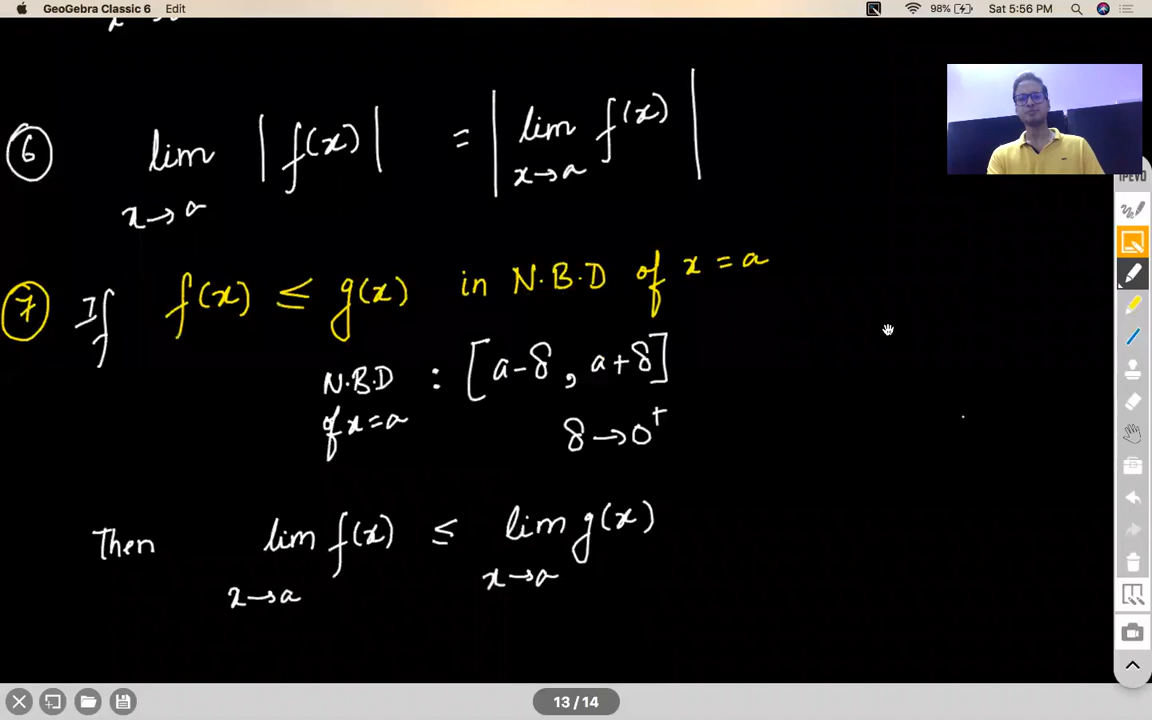 GeoGebra Classic 6 Edit 98% Sat 5:56 PM
⑥ lim x→a |f(x)| = |lim x→a f(x)|
⑦ If f(x) ≤ g(x) in N.B.D of x = a
N.B.D of x = a : [a-δ, a+δ]
δ→0⁺
Then lim x→a f(x) ≤ lim x→a g(x)
IPEVO
13 / 14